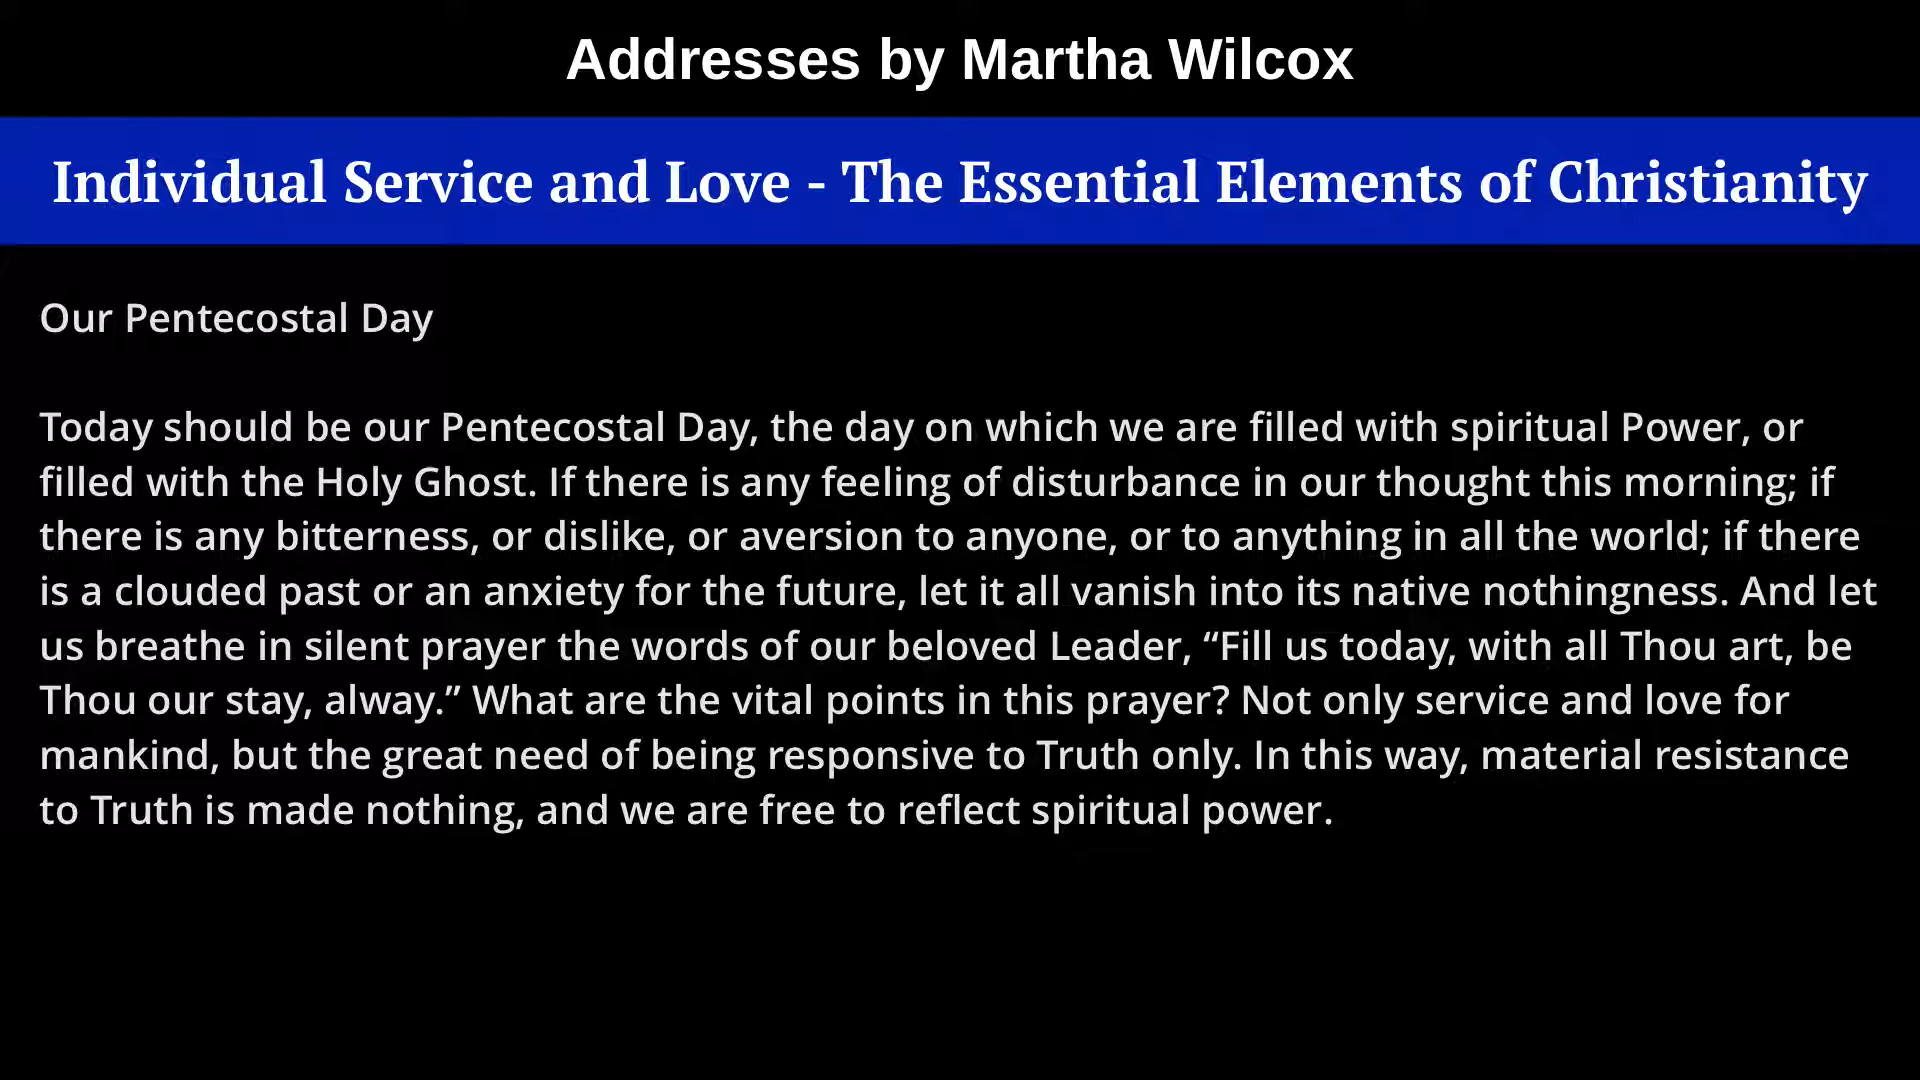 Addresses by Martha Wilcox
Individual Service and Love - The Essential Elements of Christianity
Our Pentecostal Day
Today should be our Pentecostal Day, the day on which we are filled with spiritual Power, or
filled with the Holy Ghost. If there is any feeling of disturbance in our thought this morning; if
there is any bitterness, or dislike, or aversion to anyone, or to anything in all the world; if there
is a clouded past or an anxiety for the future, let it all vanish into its native nothingness. And let
us breathe in silent prayer the words of our beloved Leader, “Fill us today, with all Thou art, be
Thou our stay, alway.” What are the vital points in this prayer? Not only service and love for
mankind, but the great need of being responsive to Truth only. In this way, material resistance
to Truth is made nothing, and we are free to reflect spiritual power.